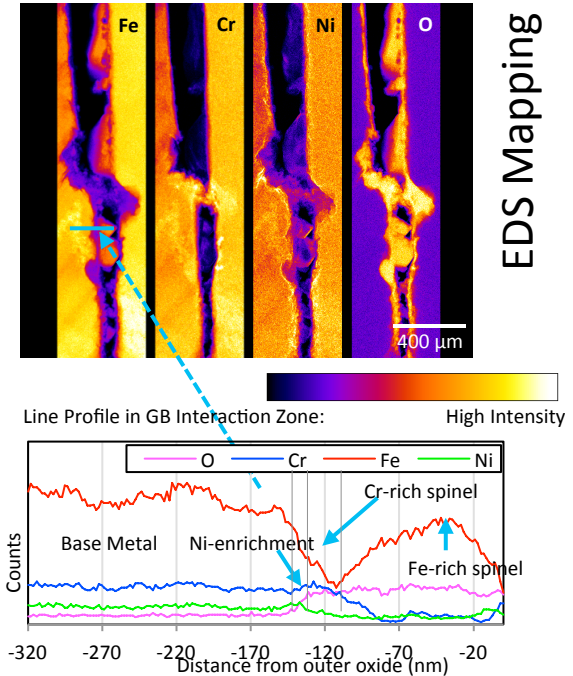 Fe
Cr
Ni
O
EDS Mapping
400 μm
Line Profile in GB Interaction Zone:
High Intensity
O
Cr
Fe
Ni
Cr-rich spinel
Base Metal
Ni-enrichment
Fe-rich spinel
Counts
-320 -270 -220 -170 -120 -70 -20
Distance from outer oxide (nm)